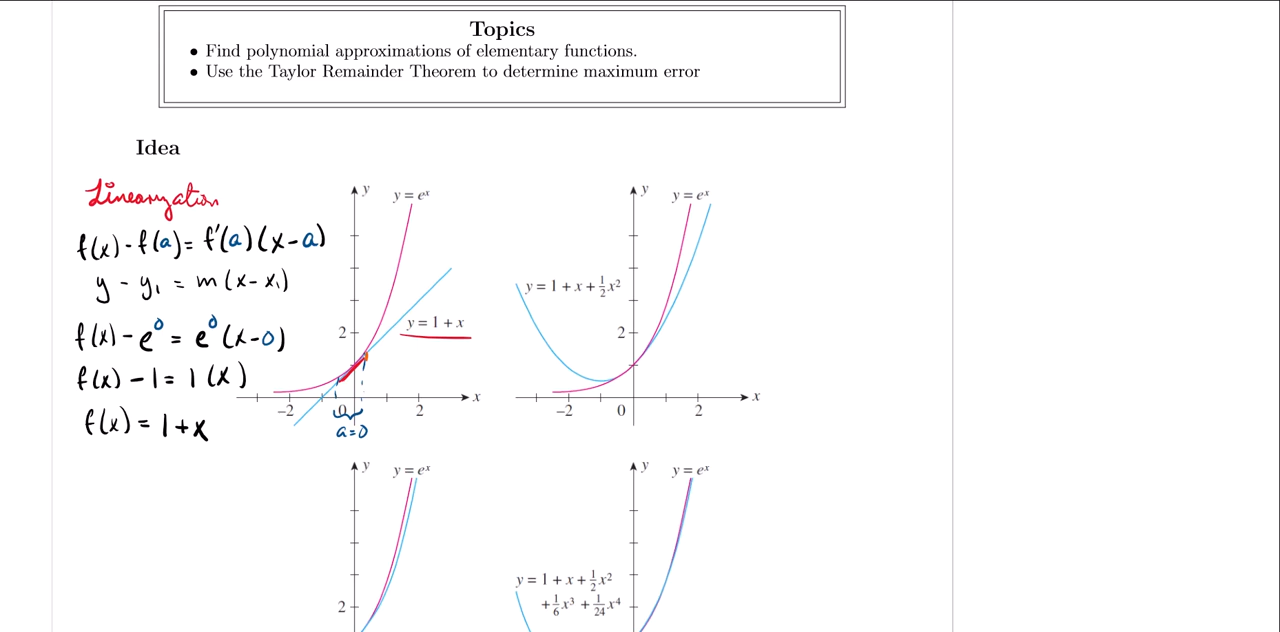 Topics
• Find polynomial approximations of elementary functions.
• Use the Taylor Remainder Theorem to determine maximum error
Idea
Linearization
f(x) - f(a) = f'(a)(x-a)
y - y₁ = m(x-x₁)
f(x) - e⁰ = e⁰(x-0)
f(x) - 1 = 1(x)
f(x) = 1+x
y
y = eˣ
y = 1 + x
2
−2
0
2
x
a=0
y
y = eˣ
y = 1 + x + ½x²
2
−2
0
2
x
y
y = eˣ
2
y
y = eˣ
y = 1 + x + ½x²
+ ⅙x³ + 1/24 x⁴